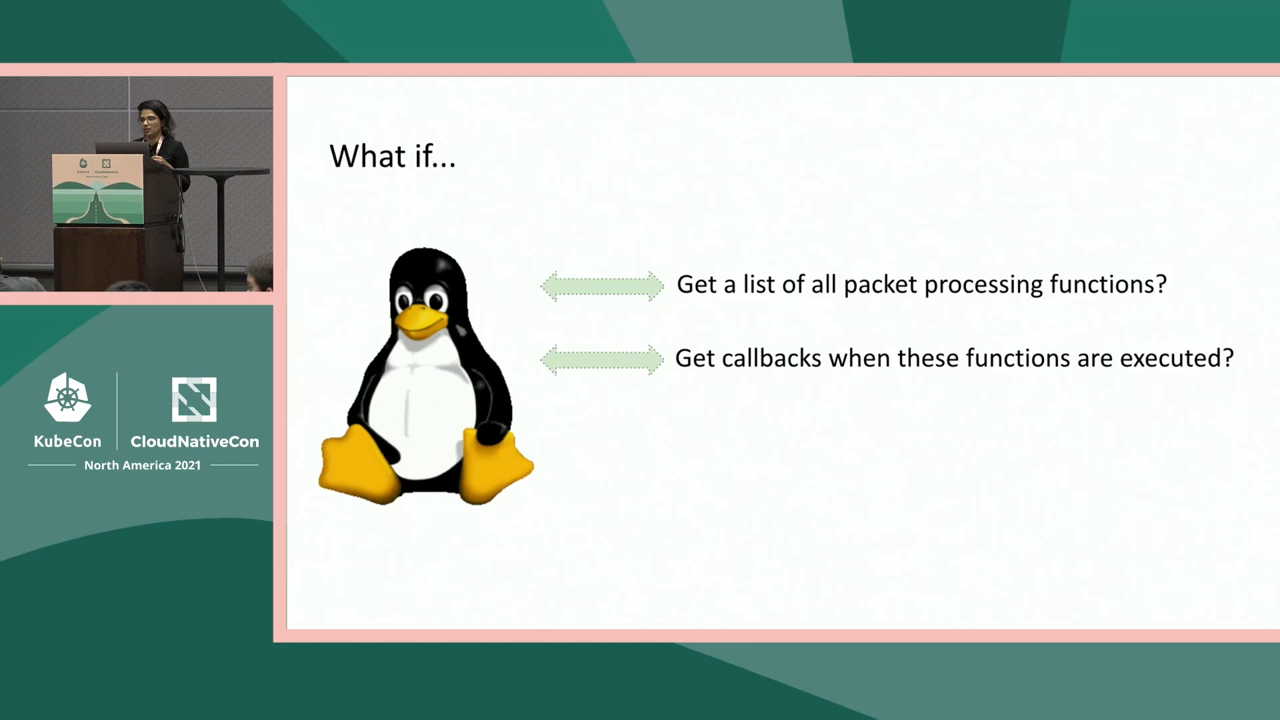 What if...
Get a list of all packet processing functions?
Get callbacks when these functions are executed?
KubeCon
CloudNativeCon
North America 2021